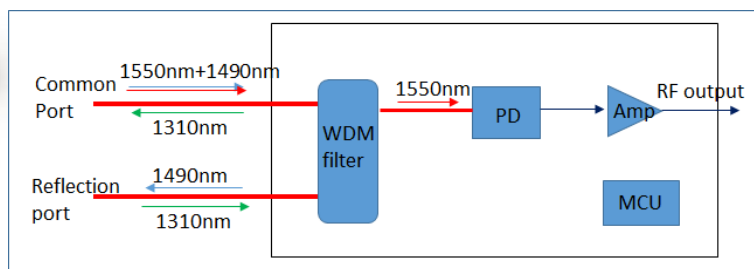 1550nm+1490nm
Common
Port
1310nm
WDM
filter
1550nm
PD
Amp
RF output
Reflection
port
1490nm
1310nm
MCU